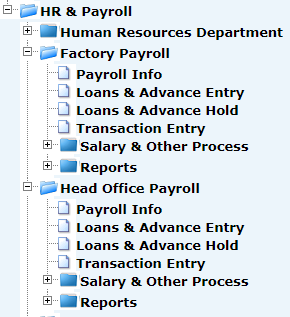 HR & Payroll
Human Resources Department
Factory Payroll
Payroll Info
Loans & Advance Entry
Loans & Advance Hold
Transaction Entry
Salary & Other Process
Reports
Head Office Payroll
Payroll Info
Loans & Advance Entry
Loans & Advance Hold
Transaction Entry
Salary & Other Process
Reports